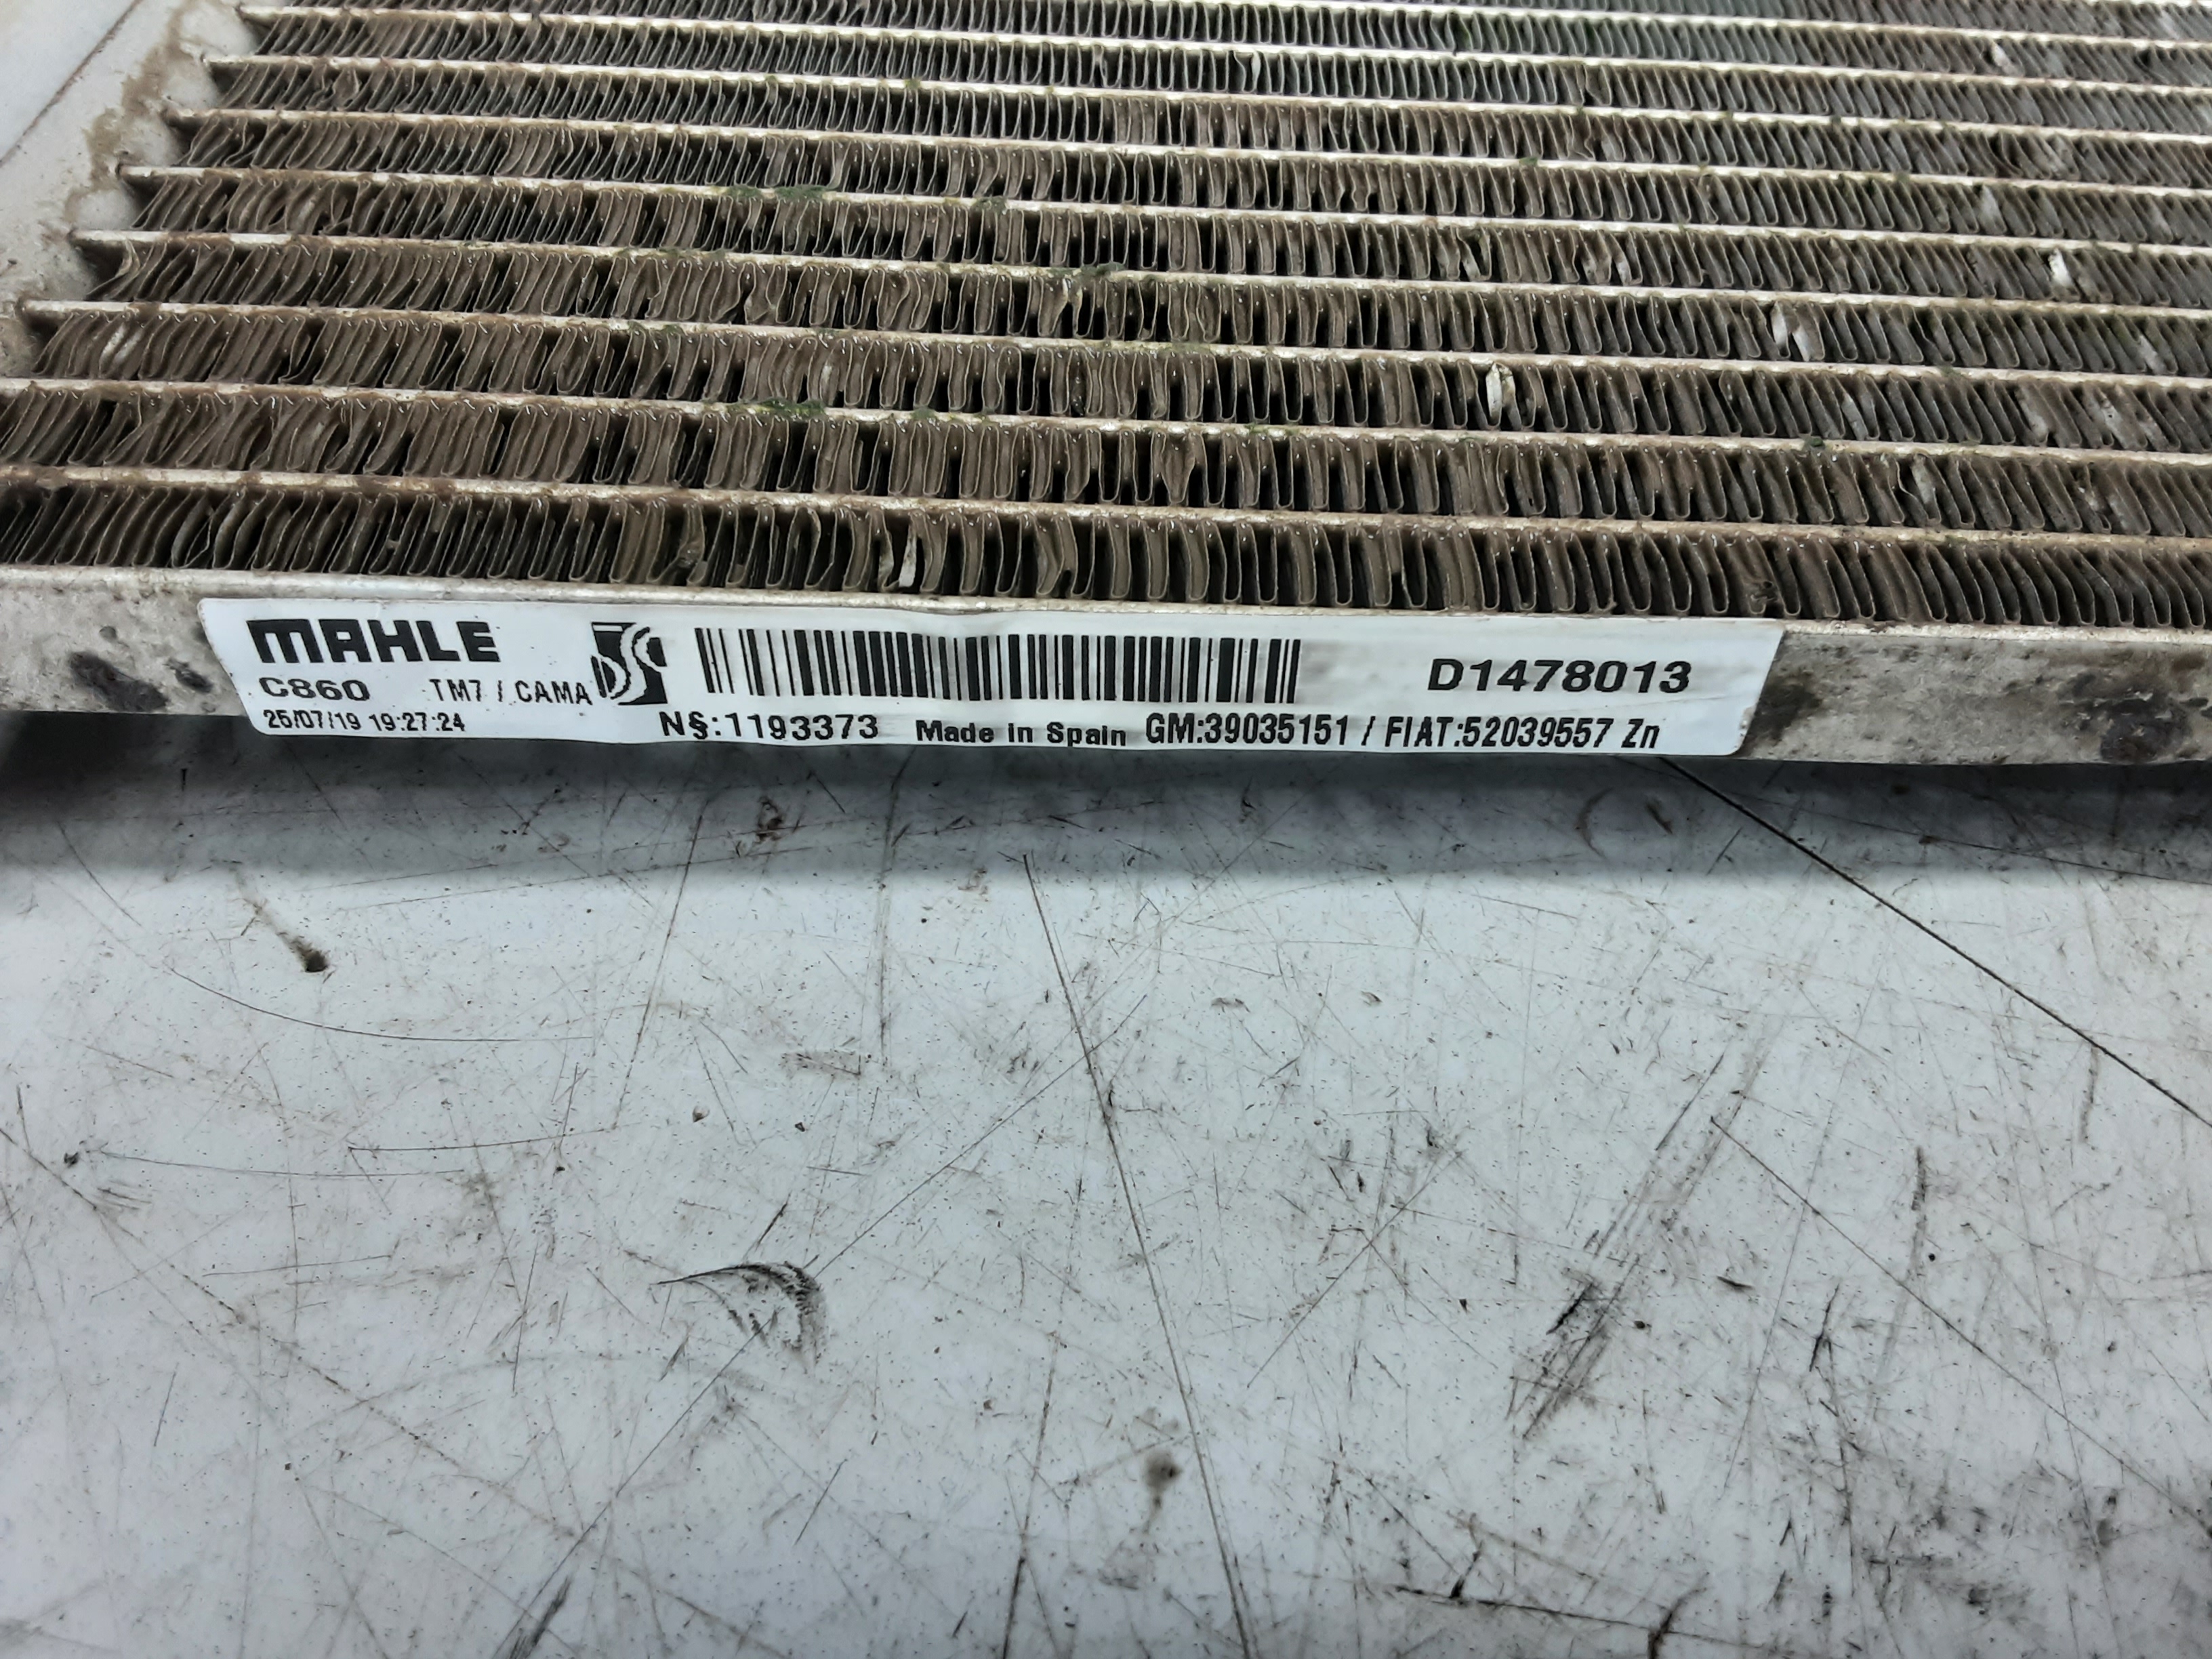 MAHLE
C860 TM7 / CAMA
D1478013
25/07/19 19:27:24
N§:1193373 Made in Spain GM:39035151 / FIAT:52039557 Zn